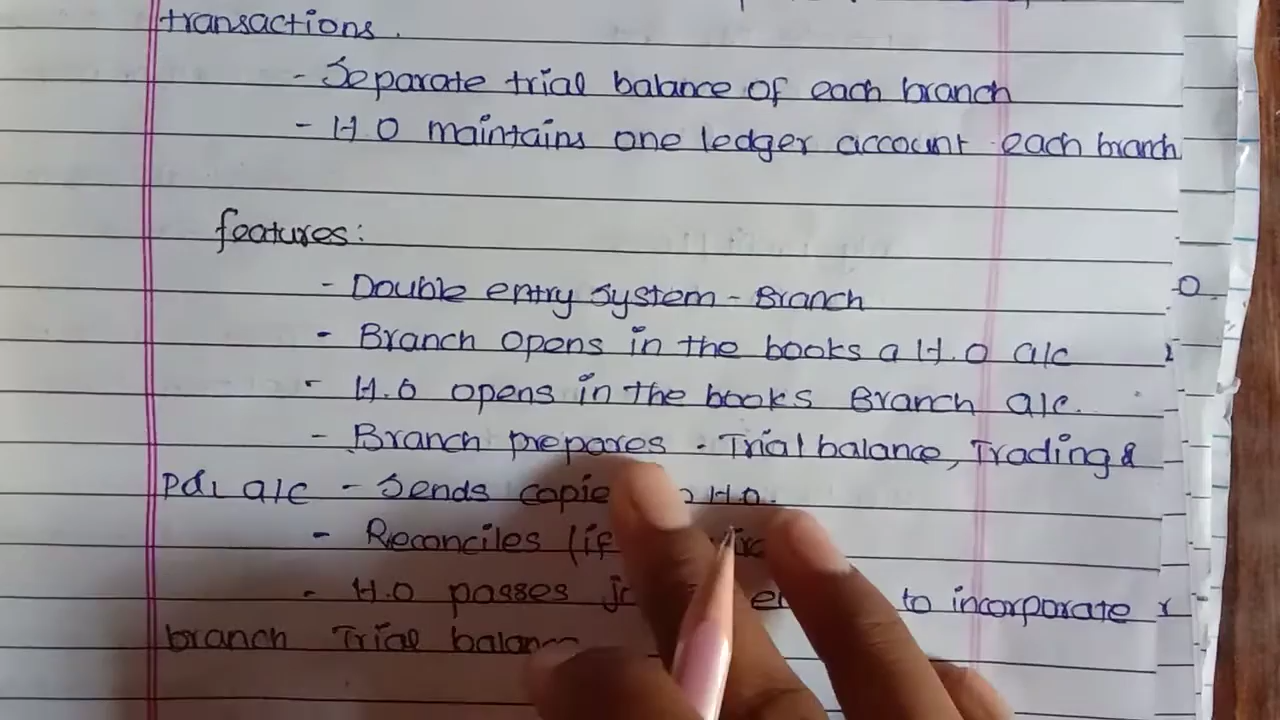 transactions.
- Separate trial balance of each branch
- H.O maintains one ledger account each branch
features:
- Double entry system - Branch
- Branch opens in the books a H.O a/c
- H.O opens in the books Branch a/c.
- Branch prepares - Trial balance, Trading &
P&L a/c - Sends copie H.O.
- Reconciles (if
- H.O passes to incorporate
branch Trial balan